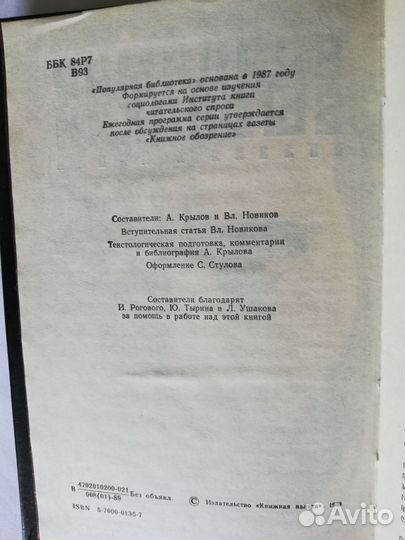 ББК 84Р7
В93
«Популярная библиотека» основана в 1987 году
Формируется на основе изучения
социологами Института книги
читательского спроса
Ежегодная программа серии утверждается
после обсуждения на страницах газеты
«Книжное обозрение»
Составители: А. Крылов и Вл. Новиков
Вступительная статья Вл. Новикова
Текстологическая подготовка, комментарии
и библиография А. Крылова
Оформление С. Стулова
Составители благодарят
И. Рогового, Ю. Тырина и Л. Ушакова
за помощь в работе над этой книгой
В 4702010200-021
008(01)-89 Без объявл
ISBN 5-7000-0135-7
© Издательство «Книжная
Avito